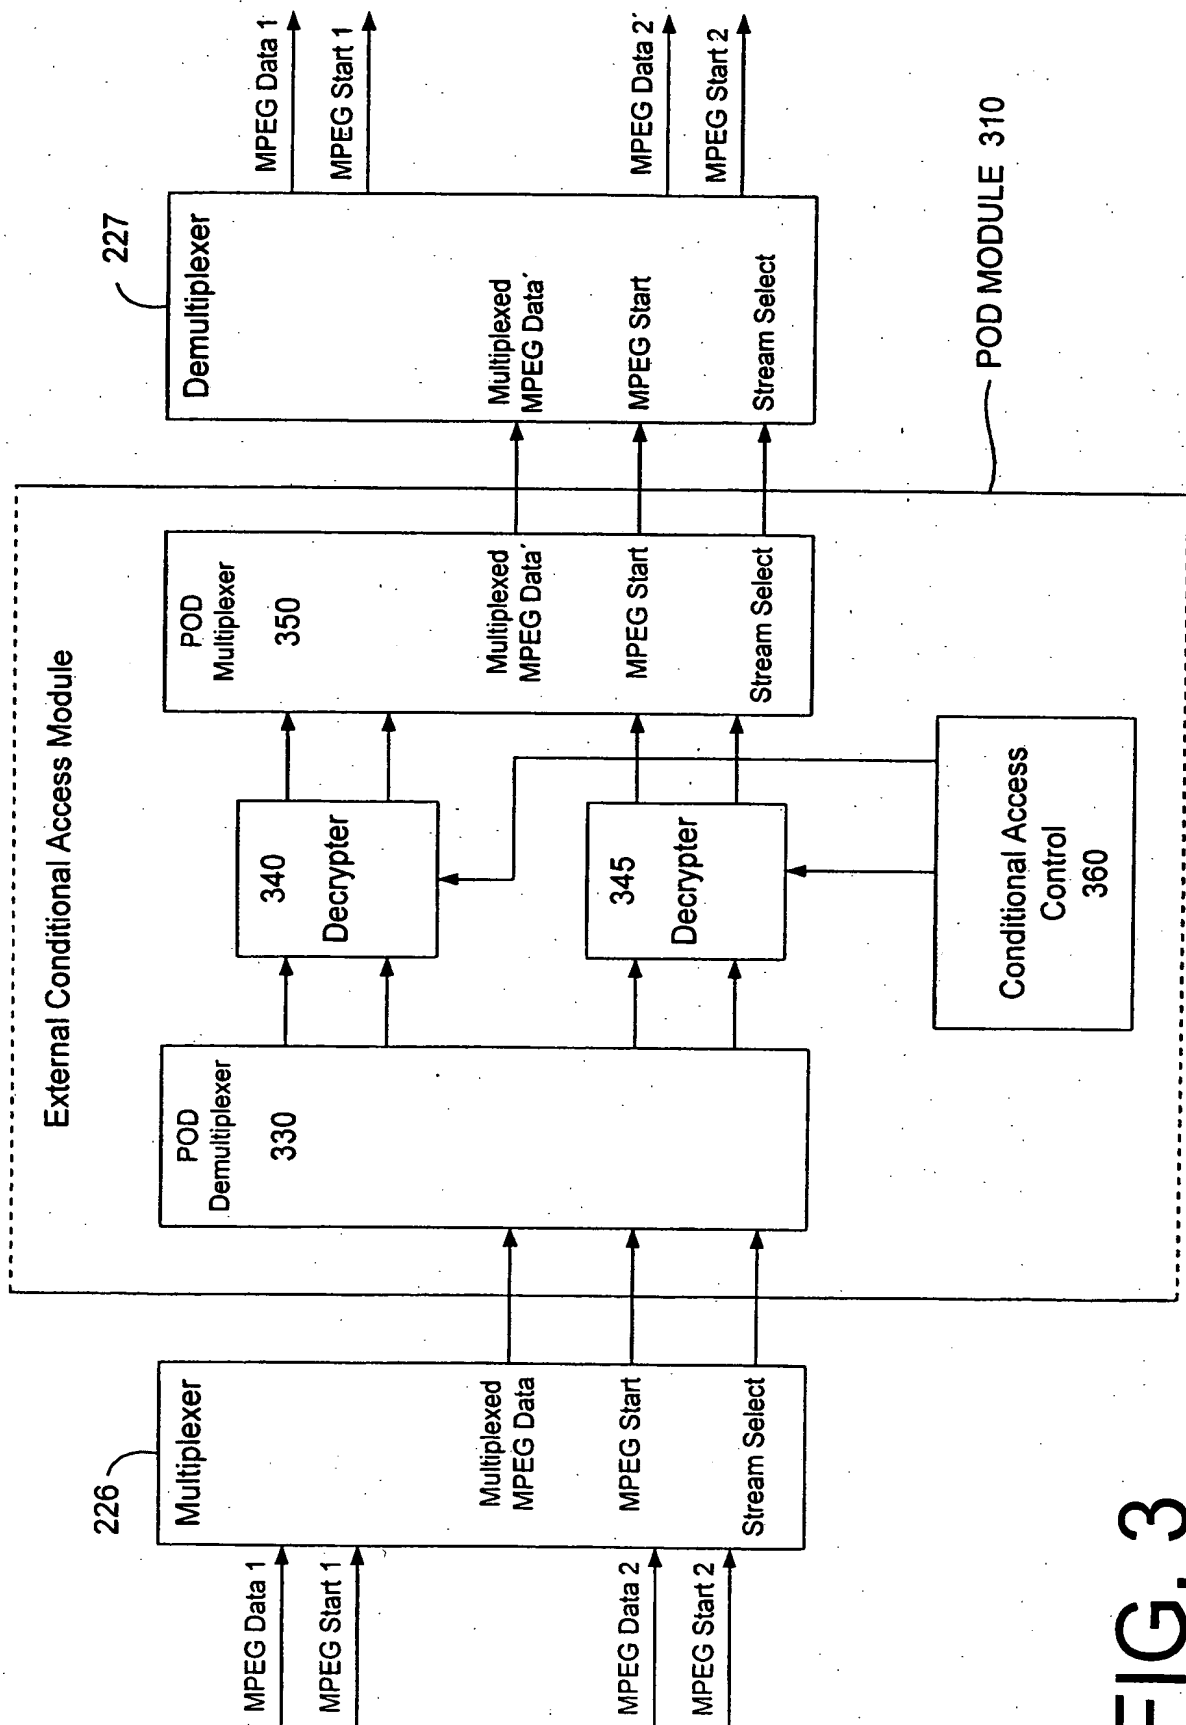 External Conditional Access Module
226
Multiplexer
MPEG Data 1
MPEG Start 1
MPEG Data 2
MPEG Start 2
Multiplexed
MPEG Data
MPEG Start
Stream Select
POD
Demultiplexer
330
340
Decrypter
345
Decrypter
Conditional Access
Control
360
POD
Multiplexer
350
Multiplexed
MPEG Data′
MPEG Start
Stream Select
227
Demultiplexer
Multiplexed
MPEG Data′
MPEG Start
Stream Select
MPEG Data 1
MPEG Start 1
MPEG Data 2′
MPEG Start 2
POD MODULE 310
FIG. 3